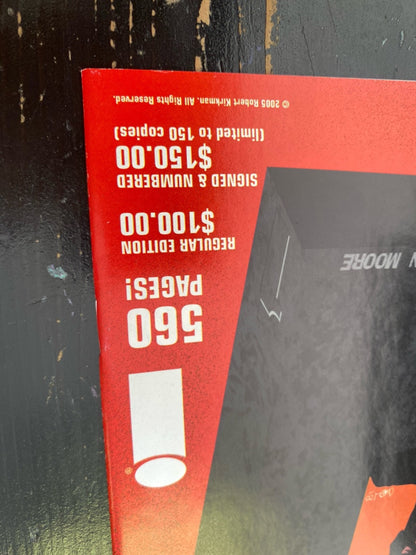 560
PAGES!
REGULAR EDITION
$100.00
SIGNED & NUMBERED
$150.00
(limited to 150 copies)
© 2005 Robert Kirkman. All Rights Reserved.
MOORE